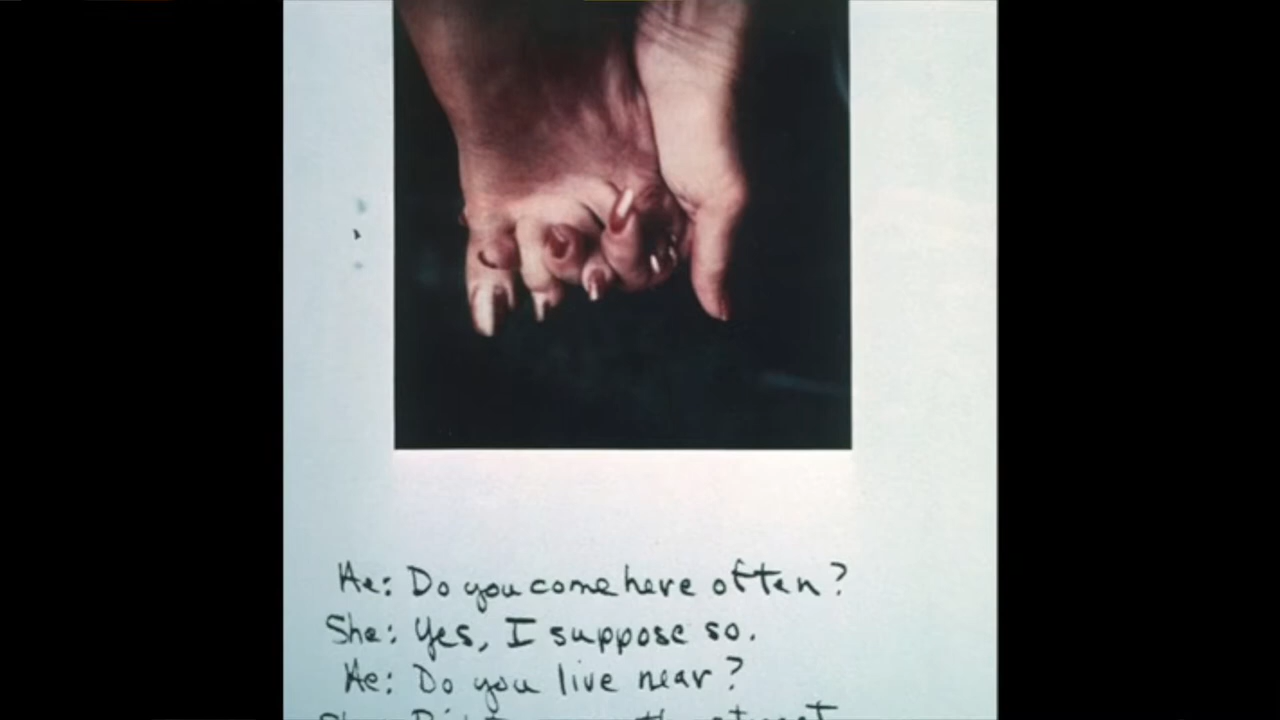 He: Do you come here often?
She: Yes, I suppose so.
He: Do you live near?